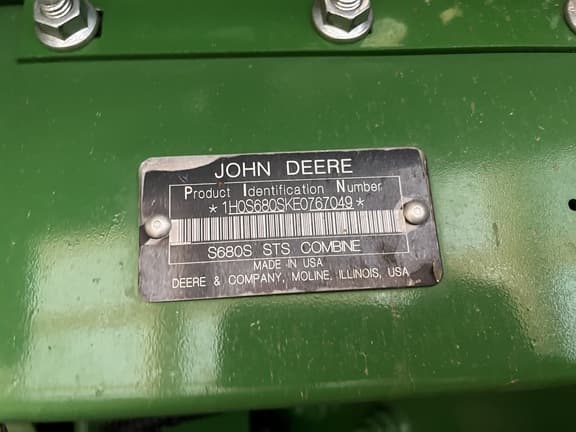 JOHN DEERE
Product Identification Number
*1H0S680SKE0767049*
S680S STS COMBINE
MADE IN USA
DEERE & COMPANY, MOLINE, ILLINOIS, USA